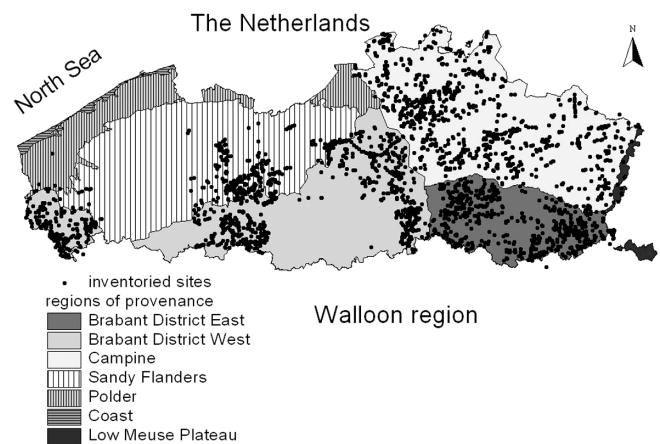 The Netherlands
North Sea
N
inventoried sites
regions of provenance
Brabant District East
Brabant District West
Campine
Sandy Flanders
Polder
Coast
Low Meuse Plateau
Walloon region